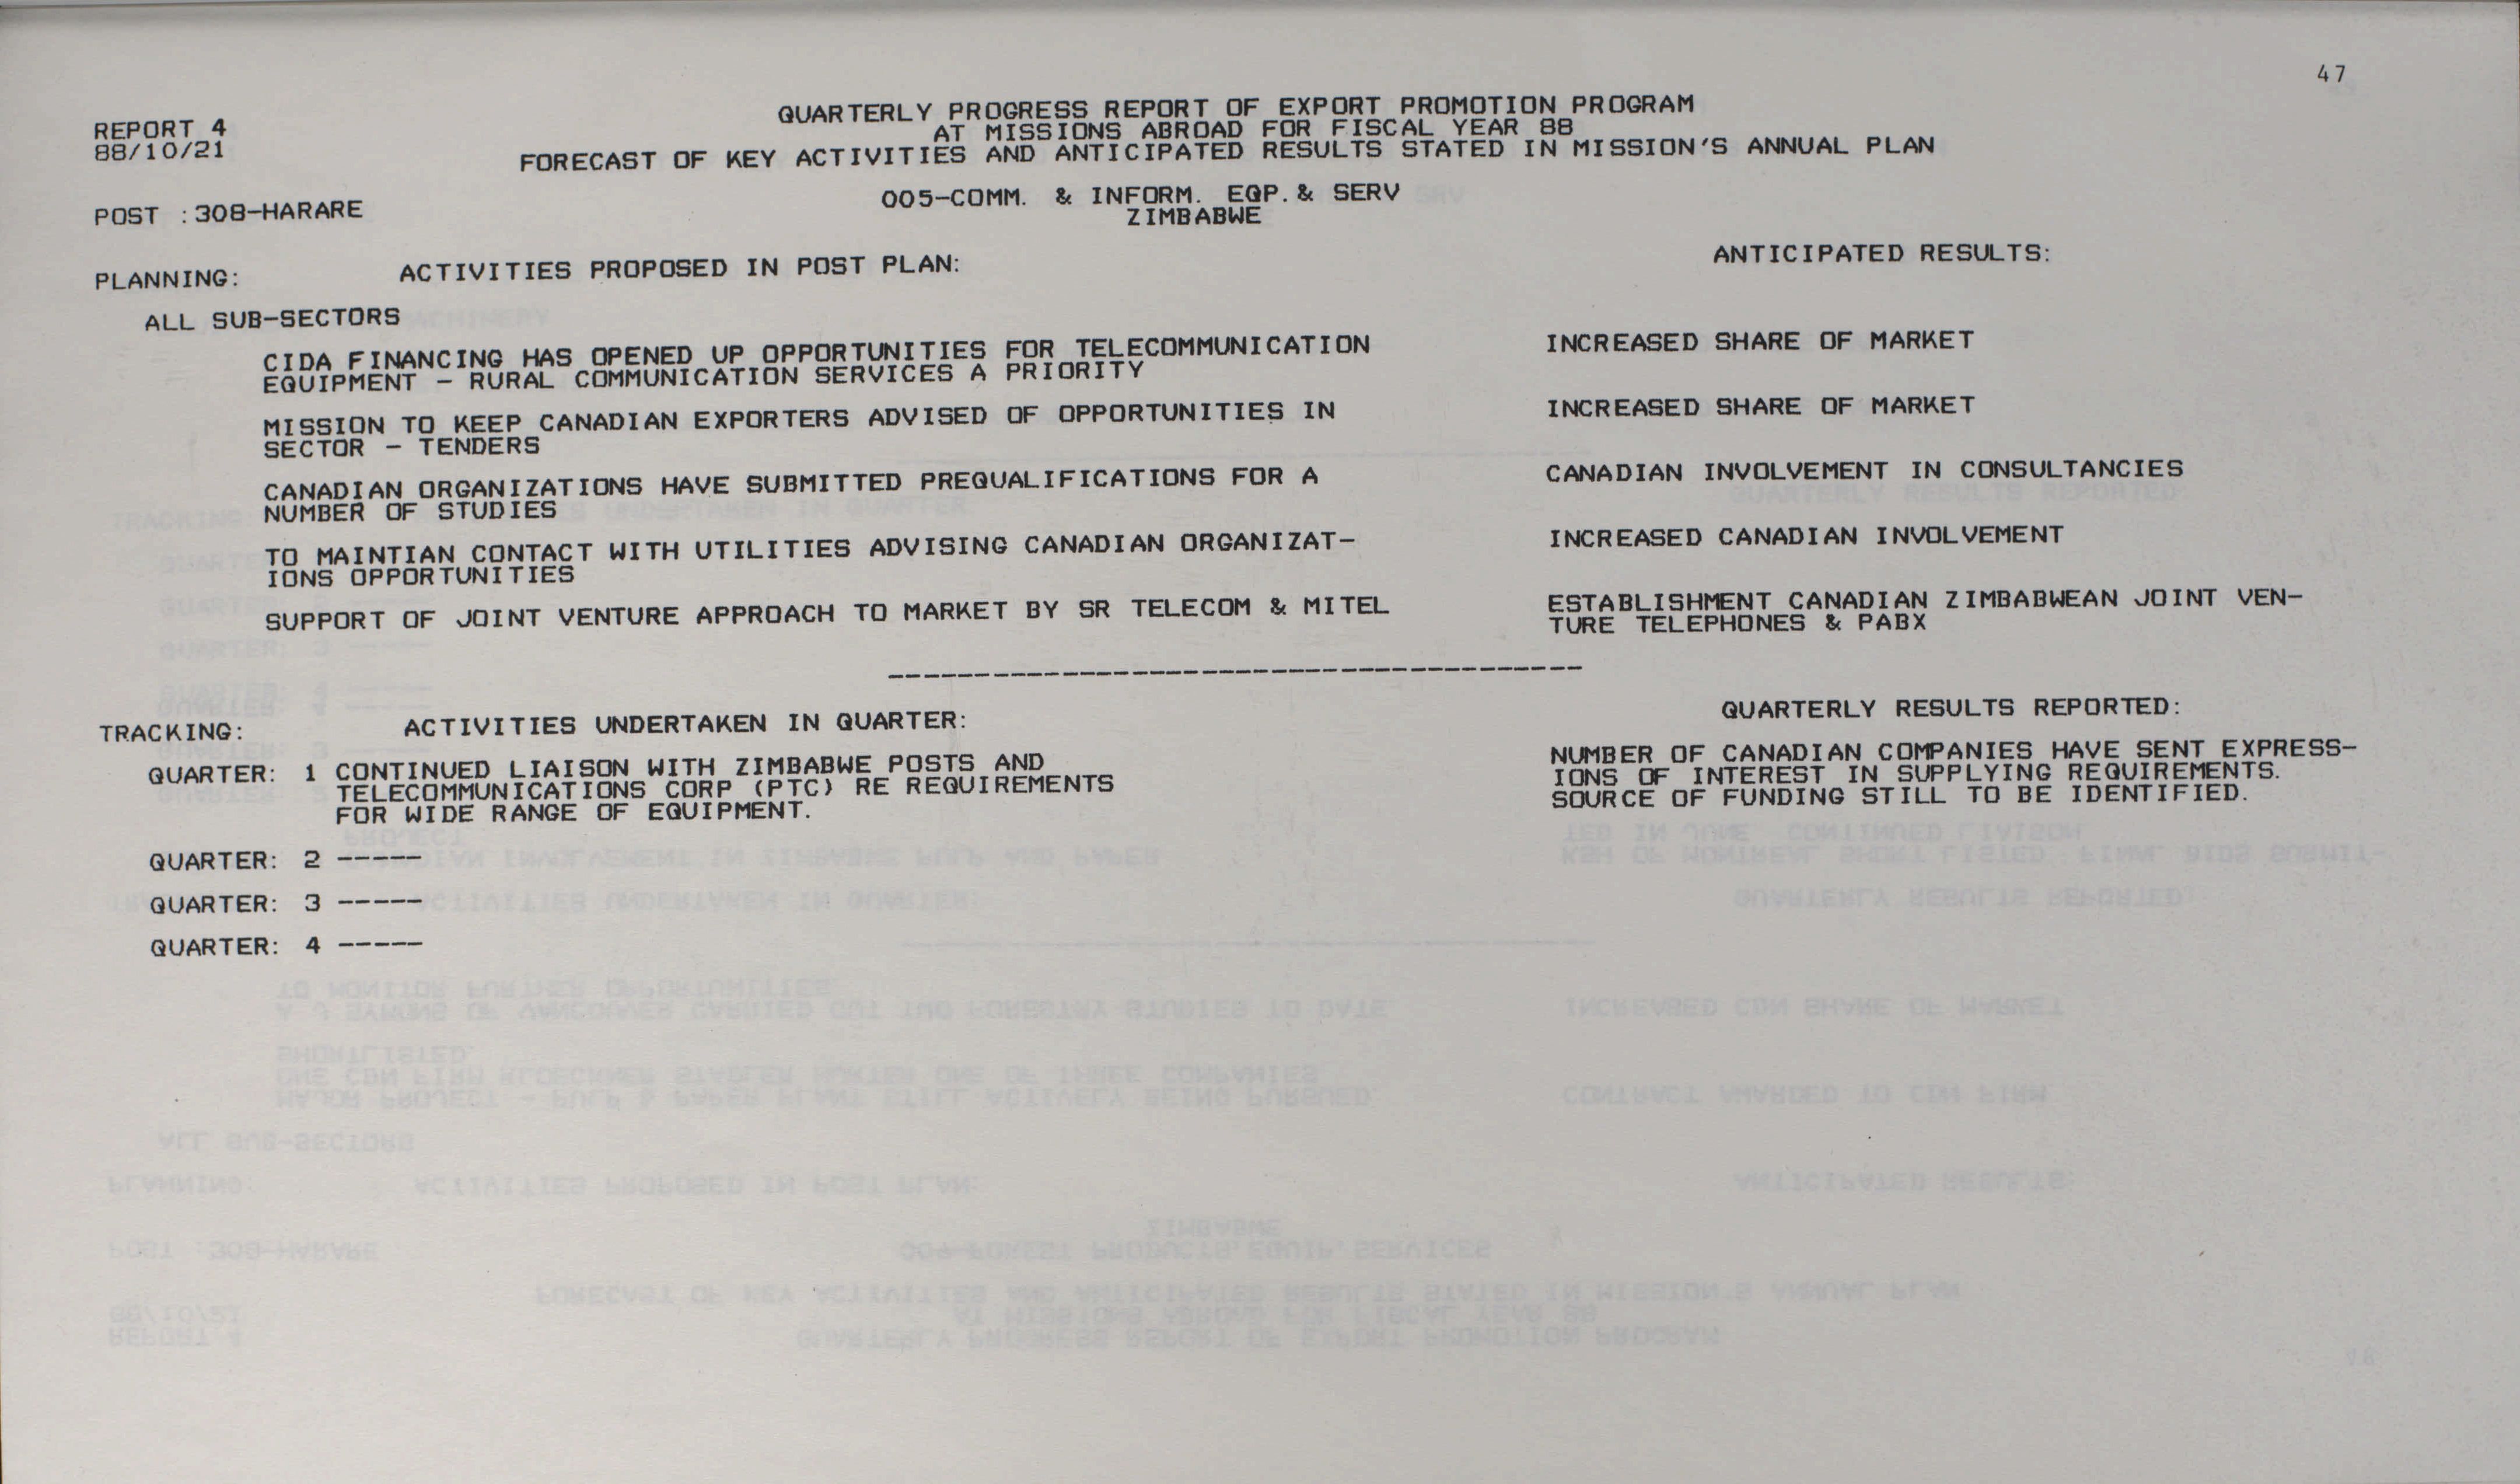 47
REPORT 4
88/10/21
QUARTERLY PROGRESS REPORT OF EXPORT PROMOTION PROGRAM
AT MISSIONS ABROAD FOR FISCAL YEAR 88
FORECAST OF KEY ACTIVITIES AND ANTICIPATED RESULTS STATED IN MISSION'S ANNUAL PLAN
POST : 308-HARARE
005-COMM. & INFORM. EQP. & SERV
ZIMBABWE
PLANNING: ACTIVITIES PROPOSED IN POST PLAN: ANTICIPATED RESULTS:
ALL SUB-SECTORS
CIDA FINANCING HAS OPENED UP OPPORTUNITIES FOR TELECOMMUNICATION INCREASED SHARE OF MARKET
EQUIPMENT - RURAL COMMUNICATION SERVICES A PRIORITY
MISSION TO KEEP CANADIAN EXPORTERS ADVISED OF OPPORTUNITIES IN INCREASED SHARE OF MARKET
SECTOR - TENDERS
CANADIAN ORGANIZATIONS HAVE SUBMITTED PREQUALIFICATIONS FOR A CANADIAN INVOLVEMENT IN CONSULTANCIES
NUMBER OF STUDIES
TO MAINTIAN CONTACT WITH UTILITIES ADVISING CANADIAN ORGANIZAT- INCREASED CANADIAN INVOLVEMENT
IONS OPPORTUNITIES
SUPPORT OF JOINT VENTURE APPROACH TO MARKET BY SR TELECOM & MITEL ESTABLISHMENT CANADIAN ZIMBABWEAN JOINT VEN-
TURE TELEPHONES & PABX
----------------------------------------
TRACKING: ACTIVITIES UNDERTAKEN IN QUARTER: QUARTERLY RESULTS REPORTED:
QUARTER: 1 CONTINUED LIAISON WITH ZIMBABWE POSTS AND NUMBER OF CANADIAN COMPANIES HAVE SENT EXPRESS-
TELECOMMUNICATIONS CORP (PTC) RE REQUIREMENTS IONS OF INTEREST IN SUPPLYING REQUIREMENTS.
FOR WIDE RANGE OF EQUIPMENT. SOURCE OF FUNDING STILL TO BE IDENTIFIED.
QUARTER: 2 -----
QUARTER: 3 -----
QUARTER: 4 -----